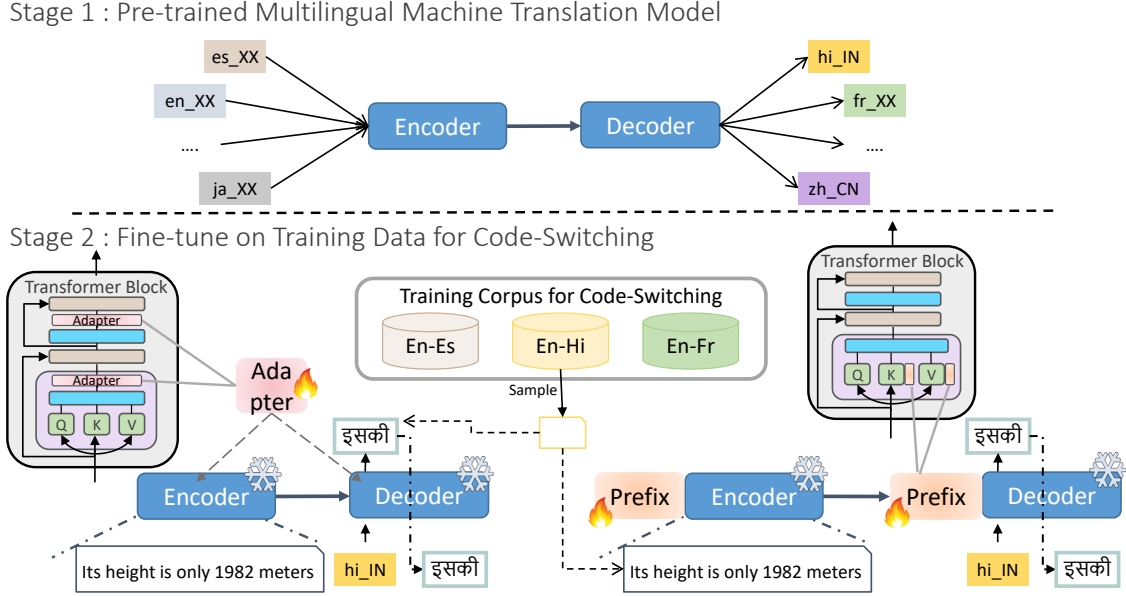 Stage 1 : Pre-trained Multilingual Machine Translation Model
es_XX
en_XX
....
ja_XX
Encoder
Decoder
hi_IN
fr_XX
....
zh_CN
Stage 2 : Fine-tune on Training Data for Code-Switching
Transformer Block
Adapter
Adapter
Q
K
V
Ada
pter
Training Corpus for Code-Switching
En-Es
En-Hi
En-Fr
Sample
Transformer Block
Q
K
V
इसकी
Encoder
Decoder
Its height is only 1982 meters
hi_IN
इसकी
इसकी
Prefix
Encoder
Prefix
Decoder
Its height is only 1982 meters
hi_IN
इसकी